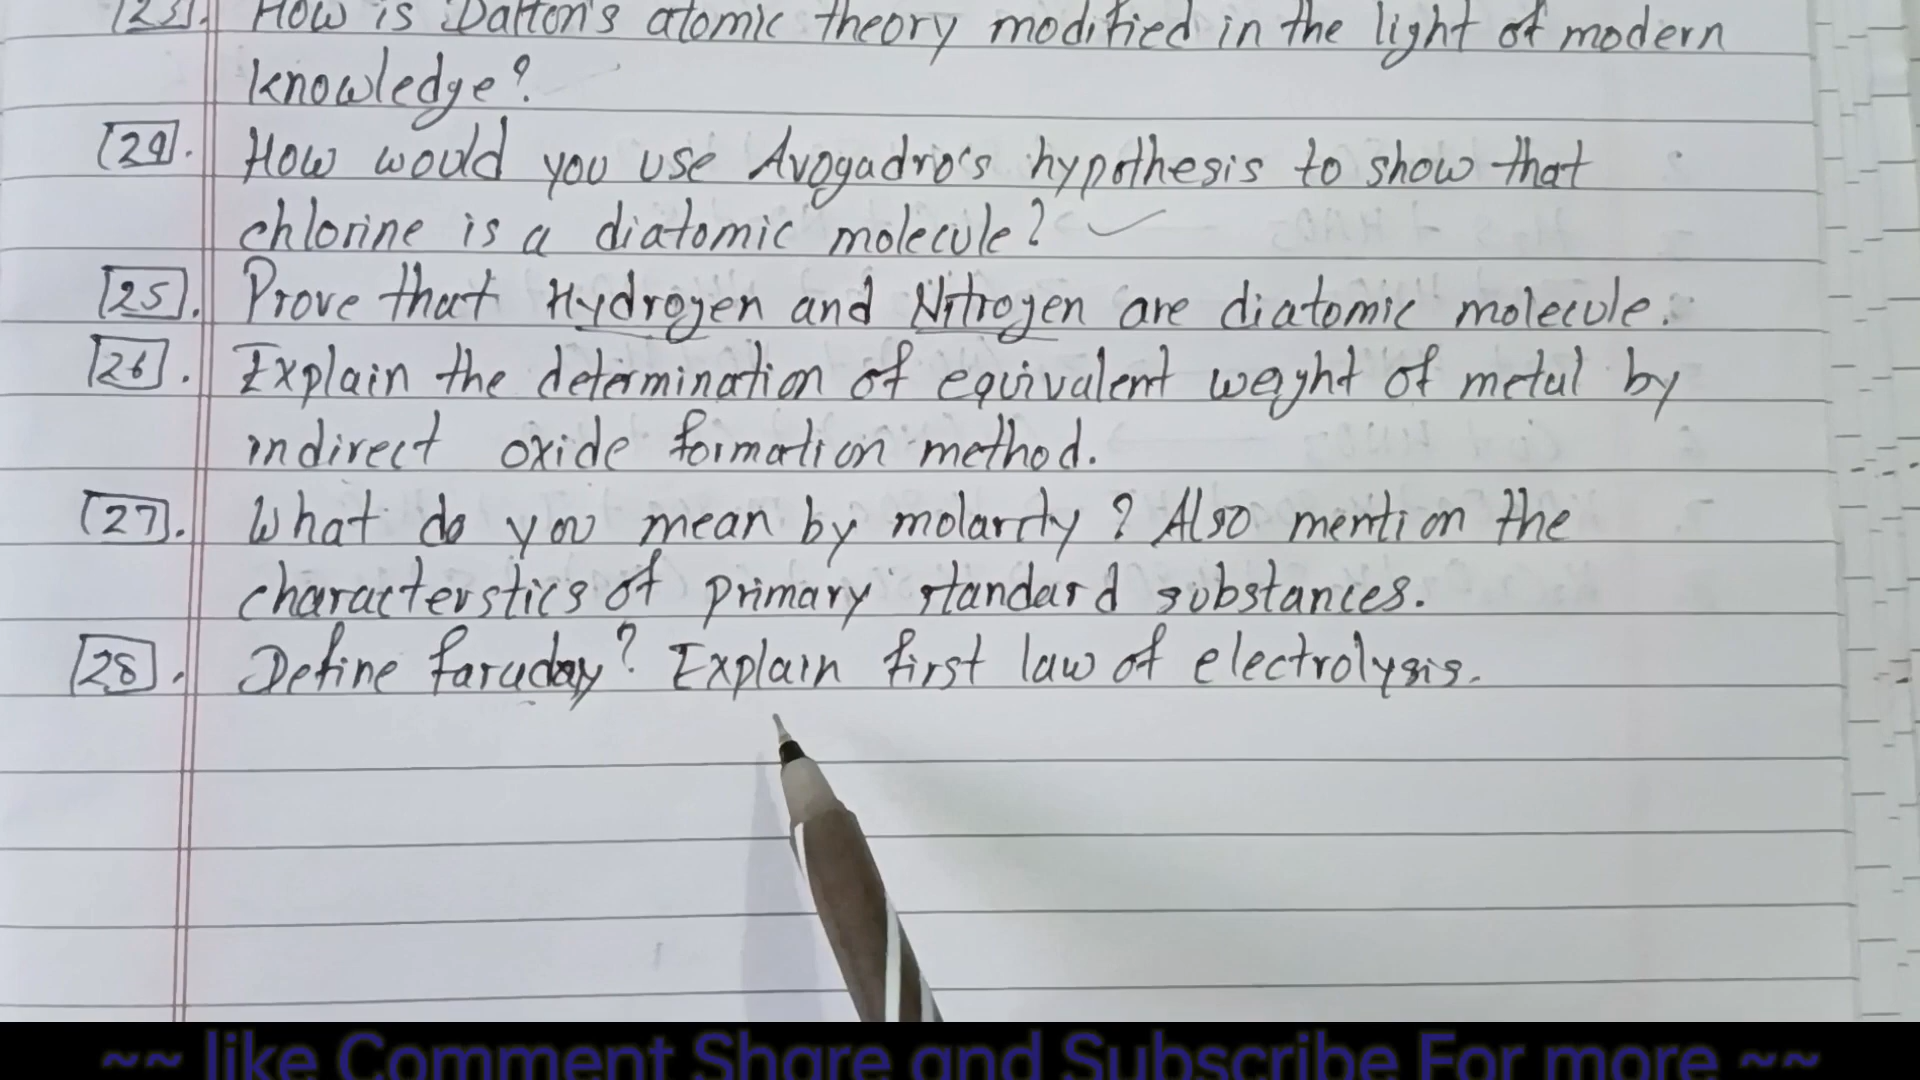 [23]. How is Dalton's atomic theory modified in the light of modern
knowledge?
[24]. How would you use Avogadro's hypothesis to show that
chlorine is a diatomic molecule?
[25]. Prove that Hydrogen and Nitrogen are diatomic molecule.
[26]. Explain the determination of equivalent weight of metal by
indirect oxide formation method.
[27]. What do you mean by molarity? Also mention the
characterstics of primary standard substances.
[28]. Define faraday? Explain first law of electrolysis.
~~ like Comment Share and Subscribe For more ~~